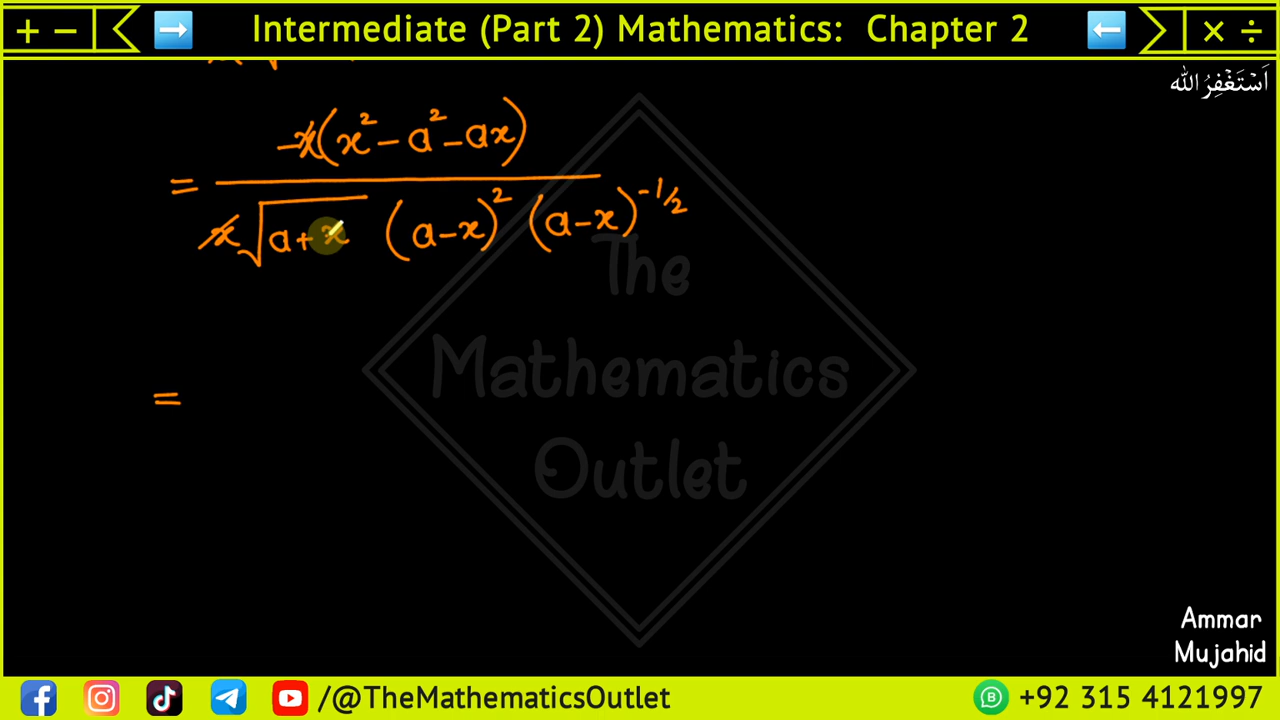 + − Intermediate (Part 2) Mathematics: Chapter 2 × ÷
اَسْتَغْفِرُ اللّٰه
= −x(x² − a² − ax)
x√(a+x) (a−x)² (a−x)^(−1/2)
The
Mathematics
Outlet
=
Ammar
Mujahid
/@TheMathematicsOutlet +92 315 4121997